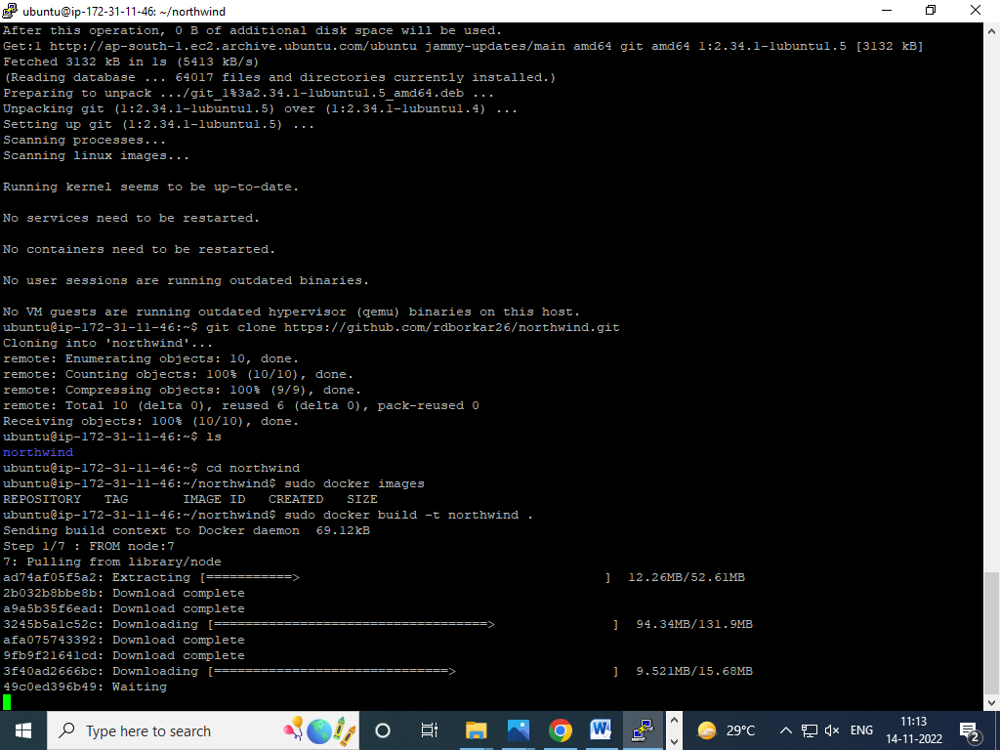 ubuntu@ip-172-31-11-46: ~/northwind
After this operation, 0 B of additional disk space will be used.
Get:1 http://ap-south-1.ec2.archive.ubuntu.com/ubuntu jammy-updates/main amd64 git amd64 1:2.34.1-1ubuntu1.5 [3132 kB]
Fetched 3132 kB in 1s (5413 kB/s)
(Reading database ... 64017 files and directories currently installed.)
Preparing to unpack .../git_1%3a2.34.1-1ubuntu1.5_amd64.deb ...
Unpacking git (1:2.34.1-1ubuntu1.5) over (1:2.34.1-1ubuntu1.4) ...
Setting up git (1:2.34.1-1ubuntu1.5) ...
Scanning processes...
Scanning linux images...
Running kernel seems to be up-to-date.
No services need to be restarted.
No containers need to be restarted.
No user sessions are running outdated binaries.
No VM guests are running outdated hypervisor (qemu) binaries on this host.
ubuntu@ip-172-31-11-46:~$ git clone https://github.com/rdborkar26/northwind.git
Cloning into 'northwind'...
remote: Enumerating objects: 10, done.
remote: Counting objects: 100% (10/10), done.
remote: Compressing objects: 100% (9/9), done.
remote: Total 10 (delta 0), reused 6 (delta 0), pack-reused 0
Receiving objects: 100% (10/10), done.
ubuntu@ip-172-31-11-46:~$ ls
northwind
ubuntu@ip-172-31-11-46:~$ cd northwind
ubuntu@ip-172-31-11-46:~/northwind$ sudo docker images
REPOSITORY   TAG       IMAGE ID   CREATED   SIZE
ubuntu@ip-172-31-11-46:~/northwind$ sudo docker build -t northwind .
Sending build context to Docker daemon  69.12kB
Step 1/7 : FROM node:7
7: Pulling from library/node
ad74af05f5a2: Extracting [===========>                                       ]  12.26MB/52.61MB
2b032b8bbe8b: Download complete
a9a5b35f6ead: Download complete
3245b5a1c52c: Downloading [===================================>               ]  94.34MB/131.9MB
afa075743392: Download complete
9fb9f21641cd: Download complete
3f40ad2666bc: Downloading [==============================>                    ]  9.521MB/15.68MB
49c0ed396b49: Waiting
Type here to search
29°C
ENG
11:13
14-11-2022
2